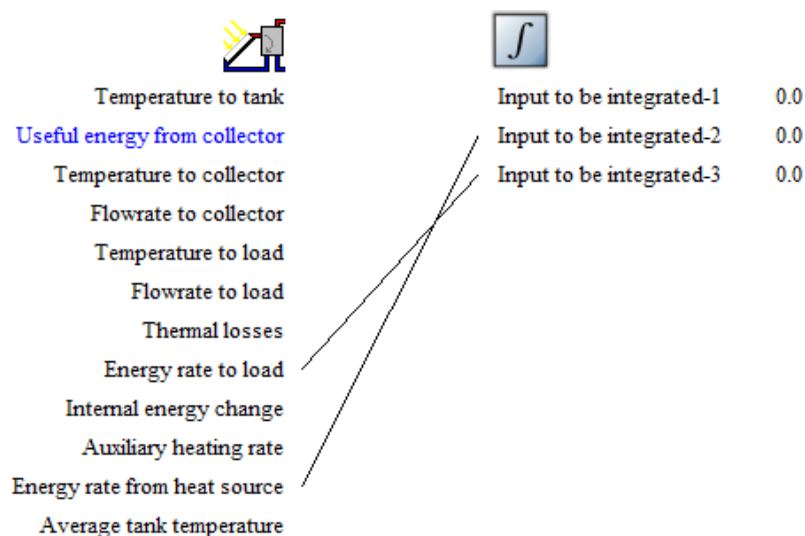 Temperature to tank
Useful energy from collector
Temperature to collector
Flowrate to collector
Temperature to load
Flowrate to load
Thermal losses
Energy rate to load
Internal energy change
Auxiliary heating rate
Energy rate from heat source
Average tank temperature
∫
Input to be integrated-1 0.0
Input to be integrated-2 0.0
Input to be integrated-3 0.0